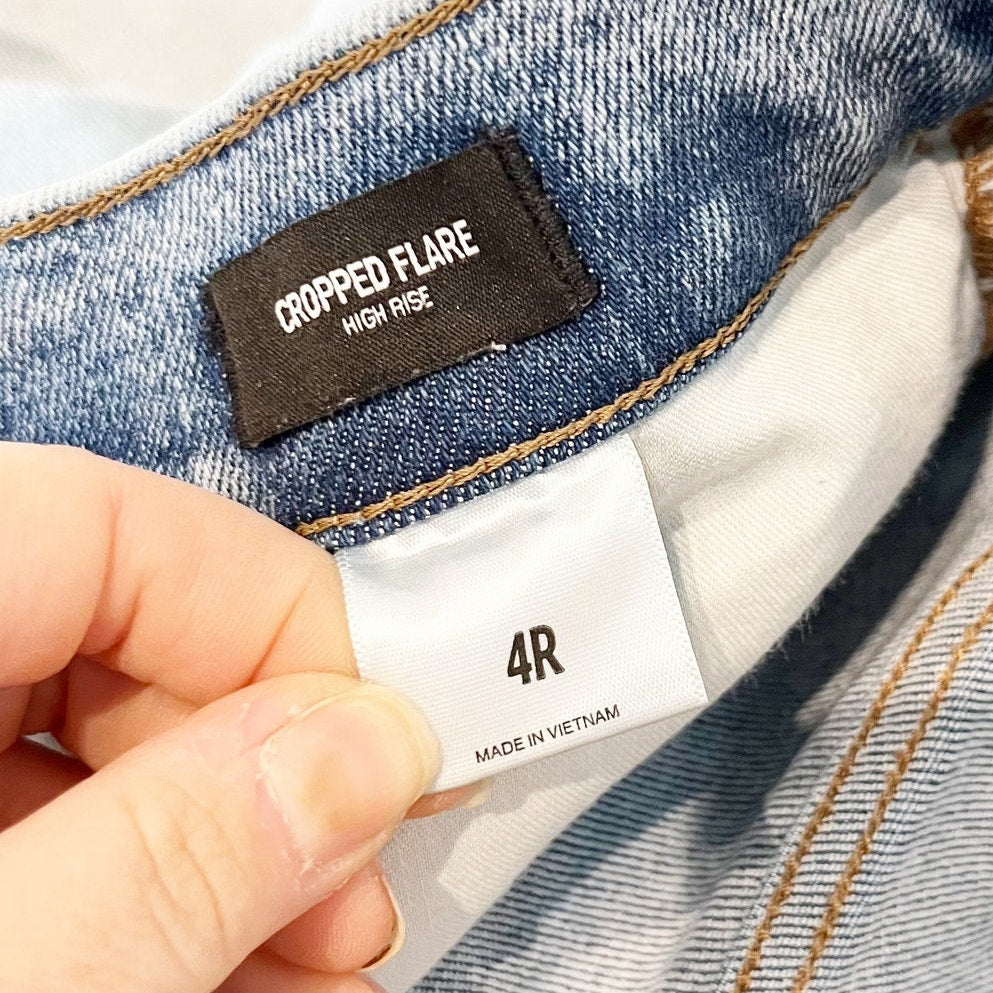 CROPPED FLARE
HIGH RISE
4R
MADE IN VIETNAM